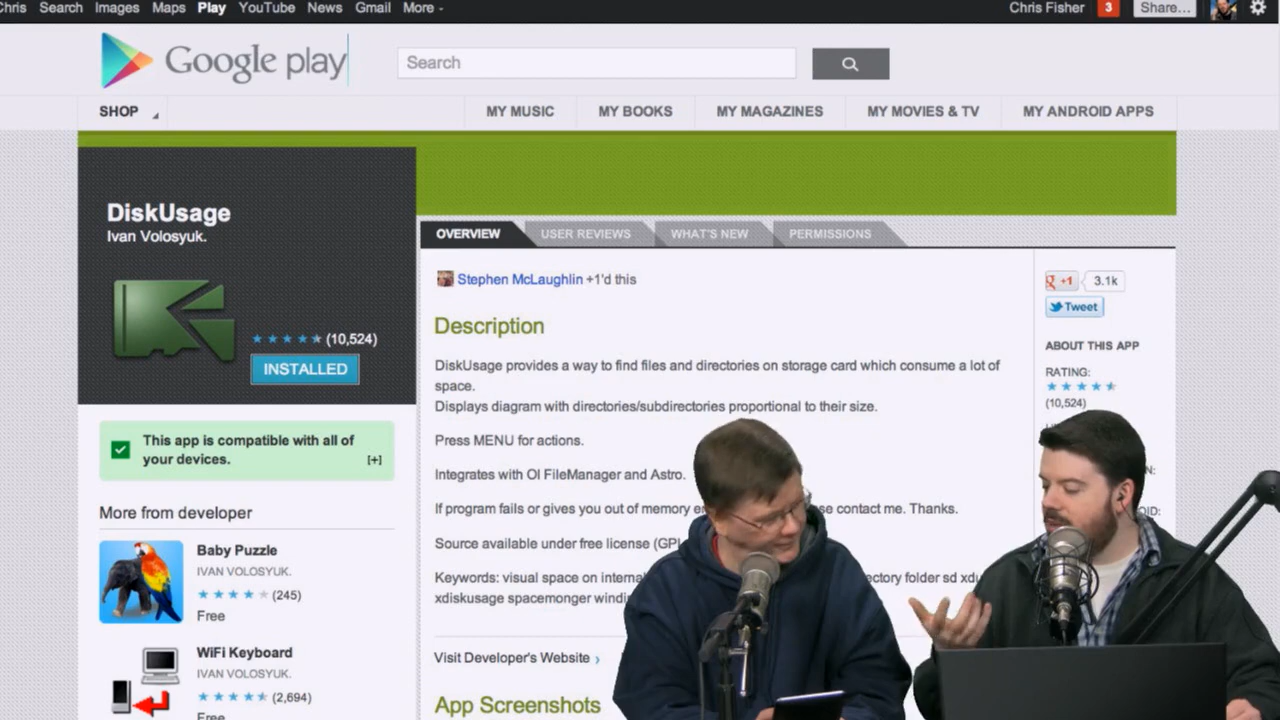 Chris Search Images Maps Play YouTube News Gmail More
Chris Fisher 3 Share...
Google play
Search
SHOP
MY MUSIC MY BOOKS MY MAGAZINES MY MOVIES & TV MY ANDROID APPS
DiskUsage
Ivan Volosyuk.
(10,524)
INSTALLED
This app is compatible with all of
your devices.
[+]
More from developer
Baby Puzzle
IVAN VOLOSYUK.
(245)
Free
WiFi Keyboard
IVAN VOLOSYUK.
(2,694)
Free
OVERVIEW USER REVIEWS WHAT'S NEW PERMISSIONS
Stephen McLaughlin +1'd this
Description
DiskUsage provides a way to find files and directories on storage card which consume a lot of
space.
Displays diagram with directories/subdirectories proportional to their size.
Press MENU for actions.
Integrates with OI FileManager and Astro.
If program fails or gives you out of memory contact me. Thanks.
Source available under free license (GPL
Keywords: visual space on folder sd xdu
xdiskusage spacemonger
Visit Developer's Website ›
App Screenshots
g +1 3.1k
Tweet
ABOUT THIS APP
RATING:
(10,524)